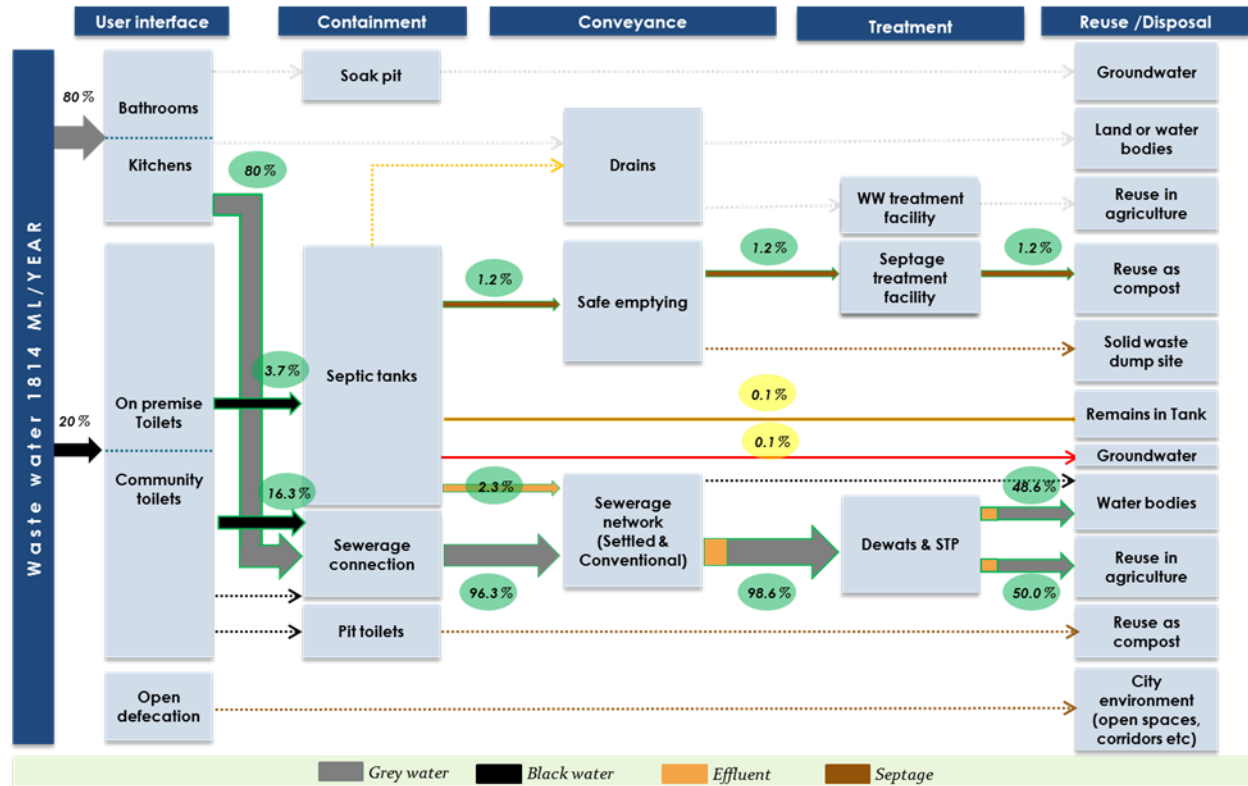 User interface
Containment
Conveyance
Treatment
Reuse /Disposal
Waste water 1814 ML/YEAR
80%
20%
Bathrooms
Kitchens
80%
On premise
Toilets
Community
toilets
Open
defecation
3.7%
16.3%
Soak pit
Septic tanks
Sewerage
connection
Pit toilets
1.2%
2.3%
96.3%
0.1%
0.1%
Drains
Safe emptying
Sewerage
network
(Settled &
Conventional)
1.2%
98.6%
WW treatment
facility
Septage
treatment
facility
Dewats & STP
1.2%
48.6%
50.0%
Groundwater
Land or water
bodies
Reuse in
agriculture
Reuse as
compost
Solid waste
dump site
Remains in Tank
Groundwater
Water bodies
Reuse in
agriculture
Reuse as
compost
City
environment
(open spaces,
corridors etc)
Grey water
Black water
Effluent
Septage